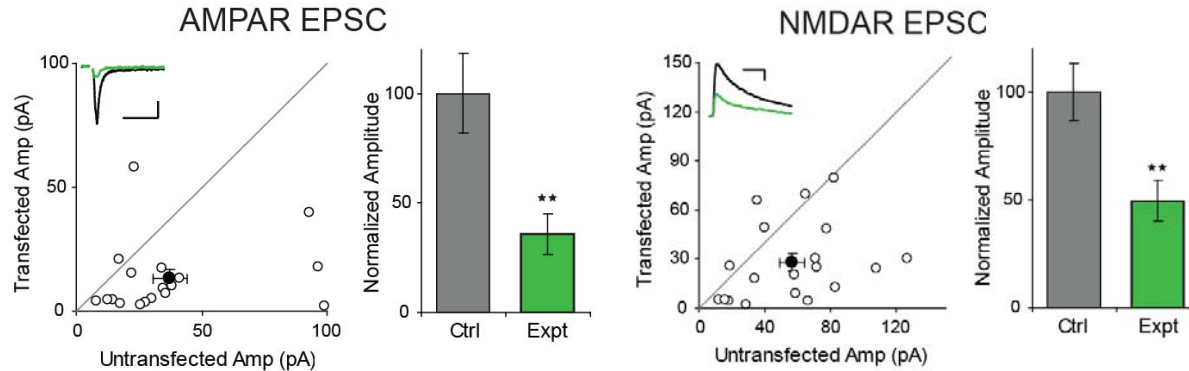 AMPAR EPSC
NMDAR EPSC
Transfected Amp (pA)
100
50
0
0 50 100
Untransfected Amp (pA)
Normalized Amplitude
100
50
0
★★
Ctrl Expt
Transfected Amp (pA)
150
120
90
60
30
0
0 40 80 120
Untransfected Amp (pA)
Normalized Amplitude
100
50
0
★★
Ctrl Expt